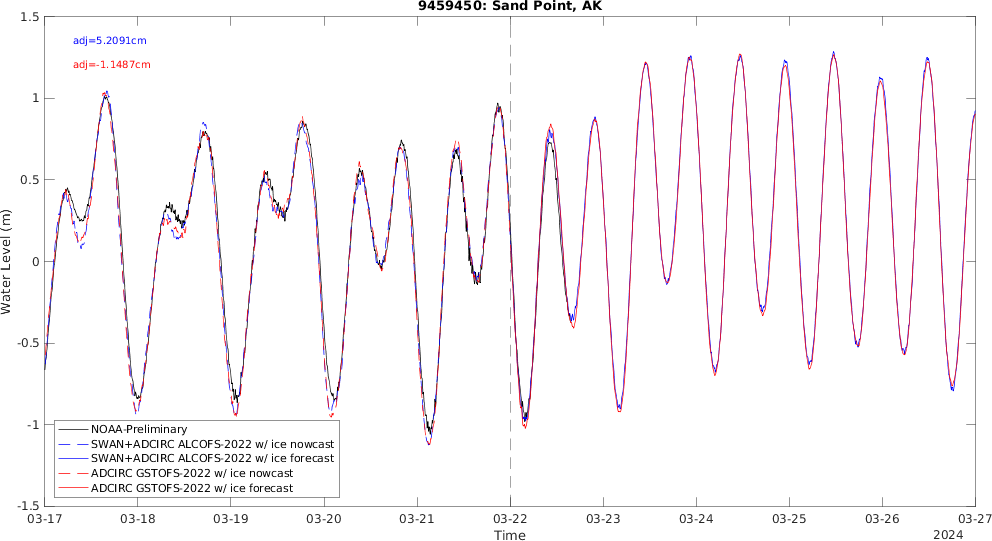 9459450: Sand Point, AK
1.5
adj=5.2091cm
adj=-1.1487cm
1
0.5
Water Level (m)
0
-0.5
-1
NOAA-Preliminary
SWAN+ADCIRC ALCOFS-2022 w/ ice nowcast
SWAN+ADCIRC ALCOFS-2022 w/ ice forecast
ADCIRC GSTOFS-2022 w/ ice nowcast
ADCIRC GSTOFS-2022 w/ ice forecast
-1.5
03-17 03-18 03-19 03-20 03-21 03-22 03-23 03-24 03-25 03-26 03-27
Time
2024